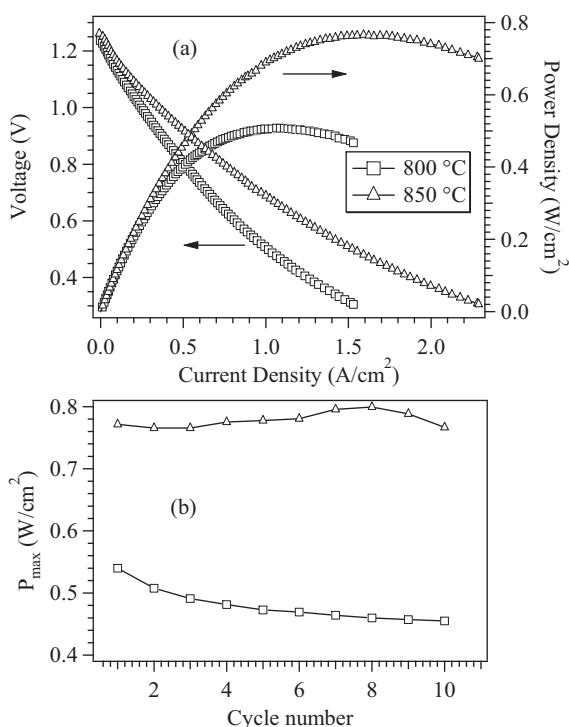 (a)
1.2
1.0
0.8
0.6
0.4
Voltage (V)
0.8
0.6
0.4
0.2
0.0
Power Density (W/cm²)
800 °C
850 °C
0.0
0.5
1.0
1.5
2.0
Current Density (A/cm²)
(b)
0.8
0.7
0.6
0.5
0.4
Pmax (W/cm²)
2
4
6
8
10
Cycle number